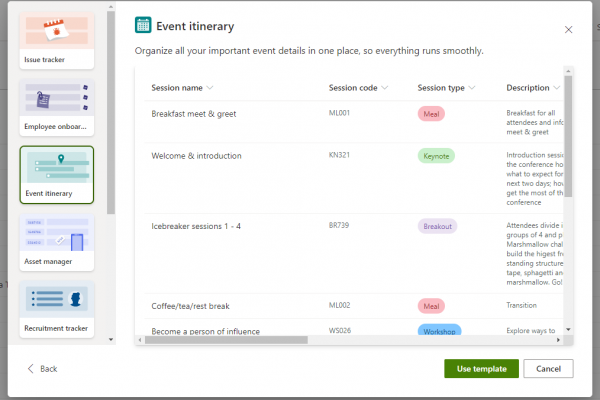 Issue tracker
Employee onboar...
Event itinerary
Asset manager
Recruitment tracker
Event itinerary
Organize all your important event details in one place, so everything runs smoothly.
Session name Session code Session type Description
Breakfast meet & greet ML001 Meal Breakfast for all
attendees and info
meet & greet
Welcome & introduction KN321 Keynote Introduction sessi
the conference ho
what to expect for
next two days; how
get the most of th
conference
Icebreaker sessions 1 - 4 BR739 Breakout Attendees divide i
groups of 4 and p
Marshmallow chal
build the higest fr
standing structure
tape, sphagetti an
marshmallow. Gol
Coffee/tea/rest break ML002 Meal Transition
Become a person of influence WS026 Workshop Explore ways to
Back
Use template
Cancel